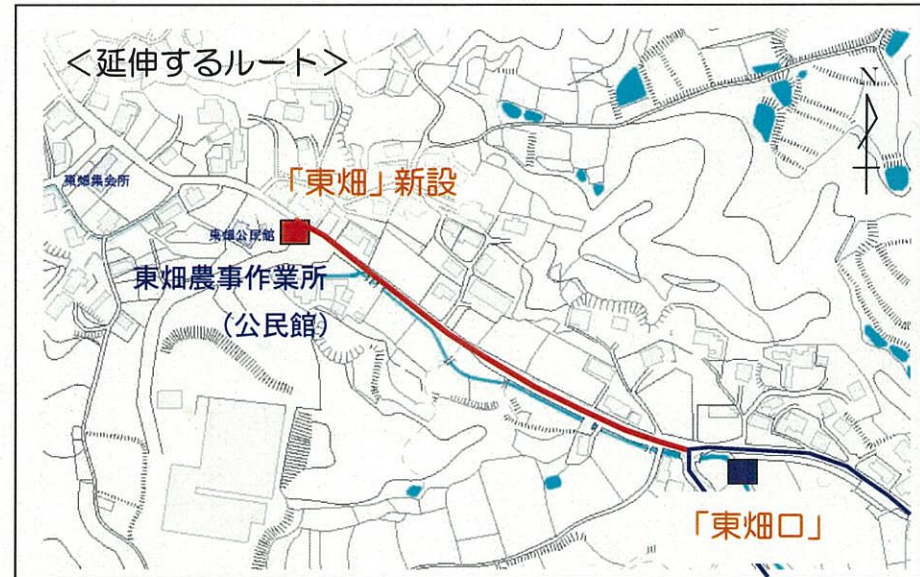 ＜延伸するルート＞
N
東畑集会所
「東畑」新設
東畑公民館
東畑農事作業所
（公民館）
「東畑口」